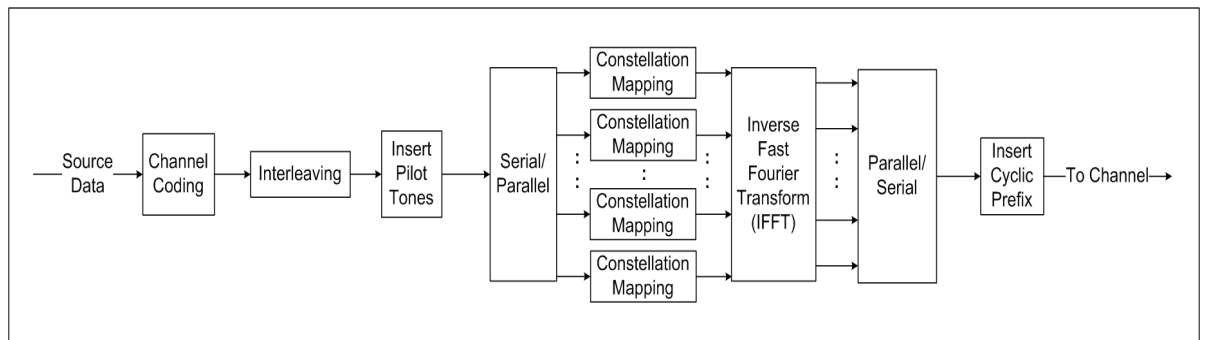 Source
Data
Channel
Coding
Interleaving
Insert
Pilot
Tones
Serial/
Parallel
Constellation
Mapping
Constellation
Mapping
Constellation
Mapping
Constellation
Mapping
Inverse
Fast
Fourier
Transform
(IFFT)
Parallel/
Serial
Insert
Cyclic
Prefix
To Channel